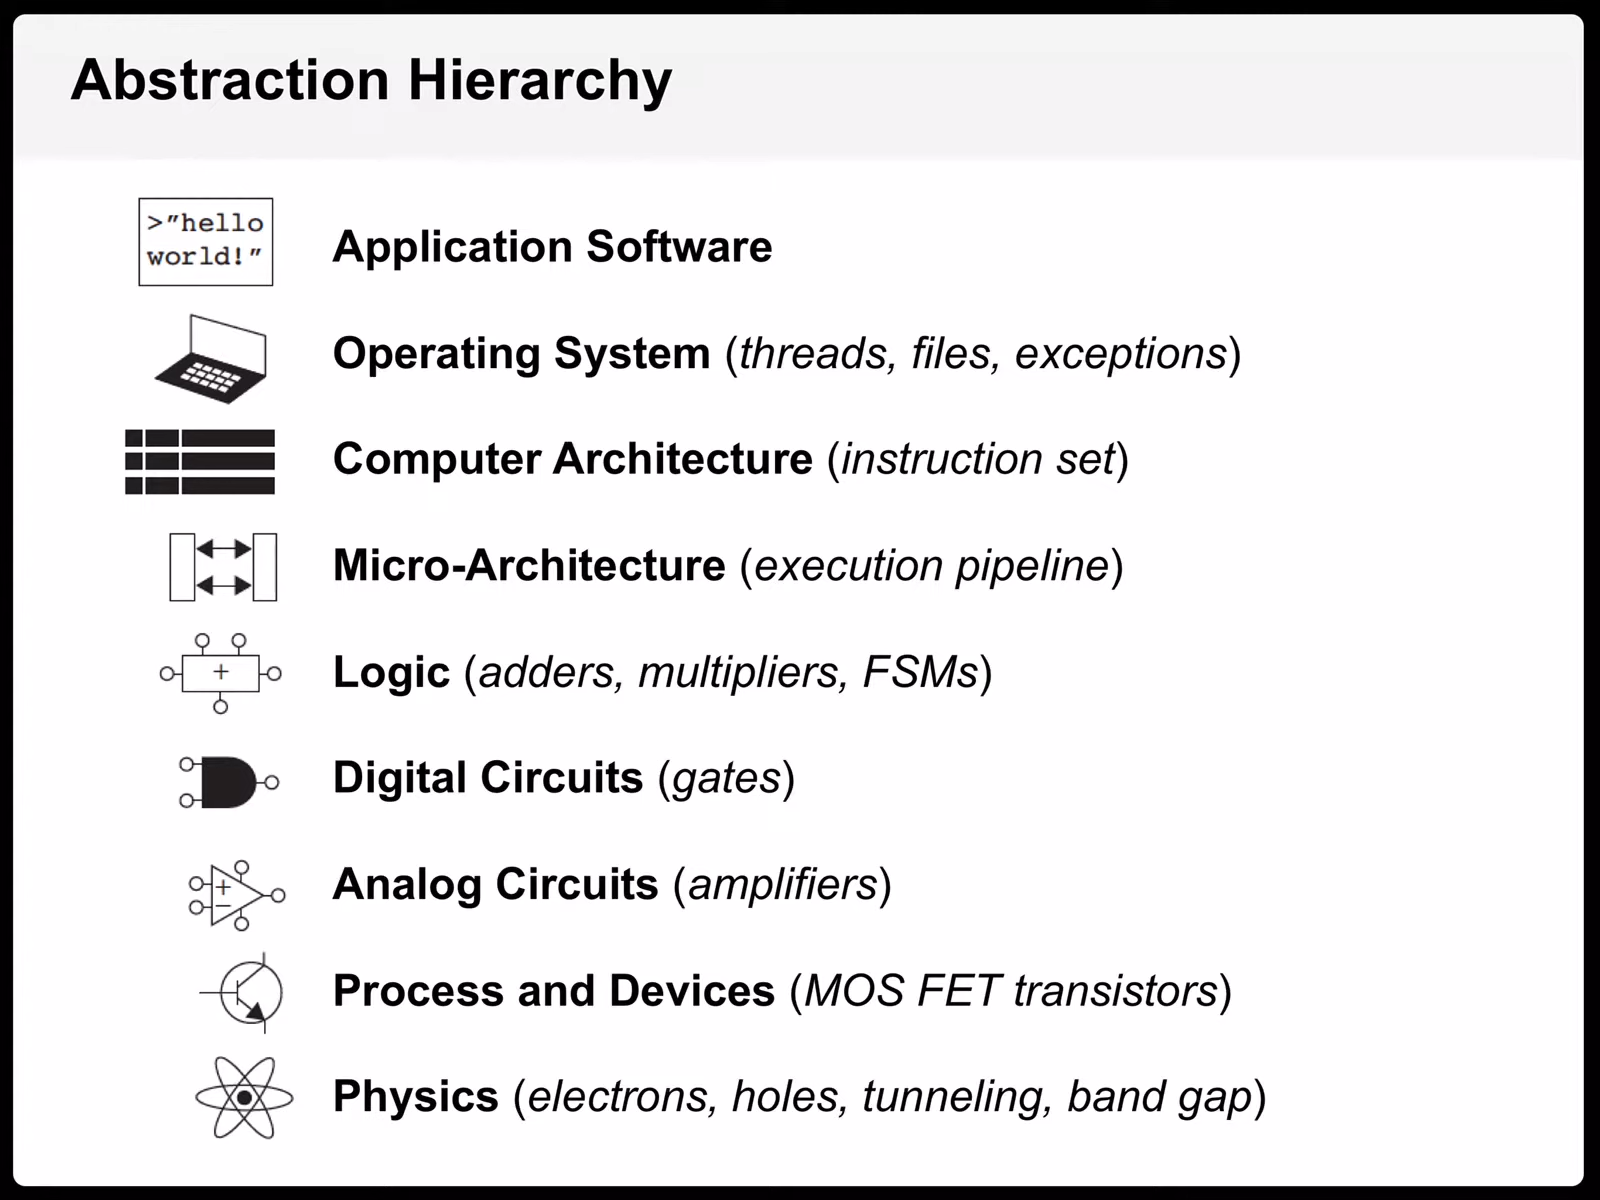 Abstraction Hierarchy
>"hello
world!"
Application Software
Operating System (threads, files, exceptions)
Computer Architecture (instruction set)
Micro-Architecture (execution pipeline)
+
Logic (adders, multipliers, FSMs)
Digital Circuits (gates)
+
−
Analog Circuits (amplifiers)
Process and Devices (MOS FET transistors)
Physics (electrons, holes, tunneling, band gap)